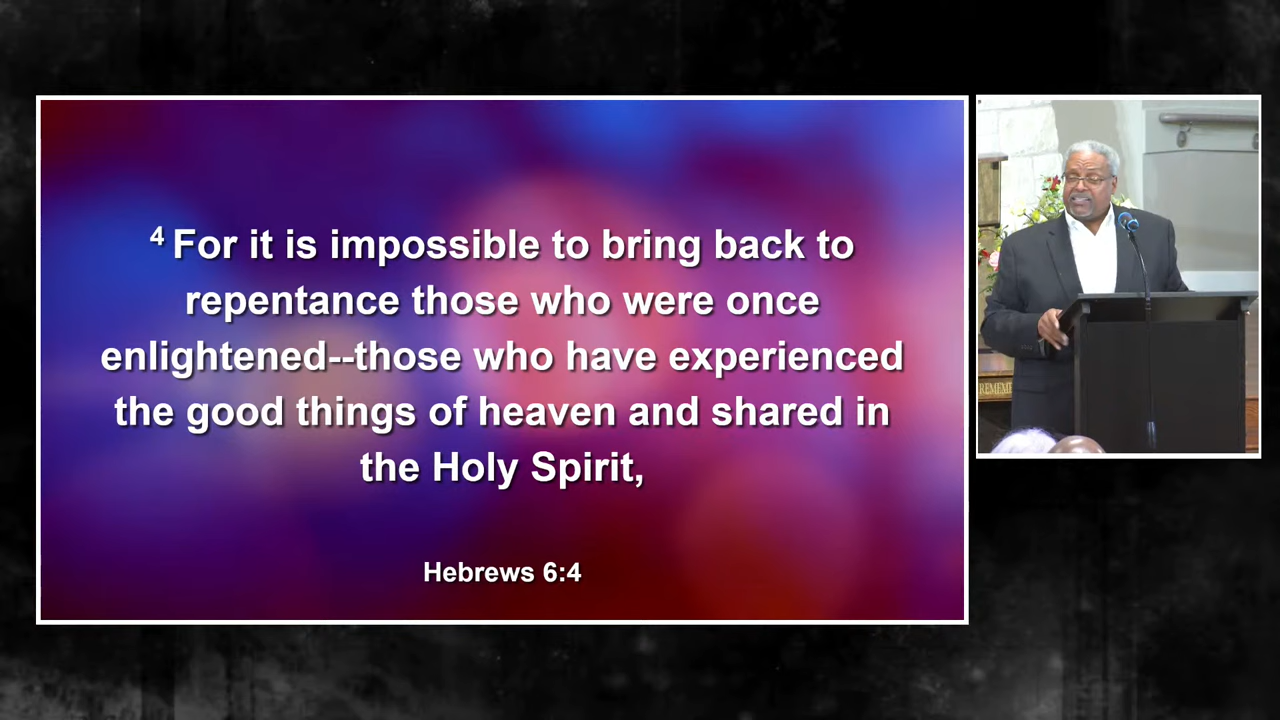 4 For it is impossible to bring back to
repentance those who were once
enlightened--those who have experienced
the good things of heaven and shared in
the Holy Spirit,
Hebrews 6:4